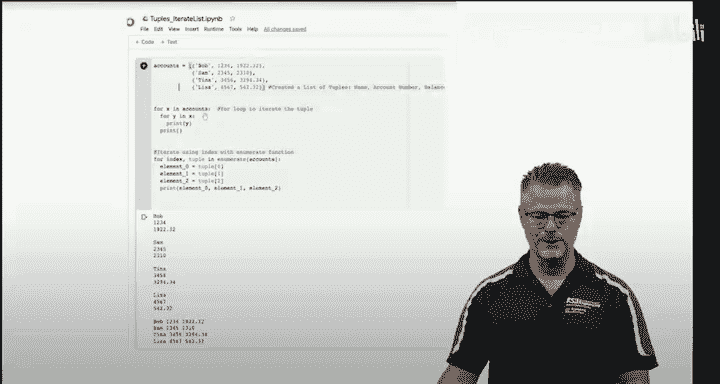 Tuples_IterateList.ipynb
File Edit View Insert Runtime Tools Help All changes saved
+ Code + Text
accounts = [('Bob', 1234, 1922.32),
('Sam', 2345, 2310),
('Tina', 3456, 3294.34),
('Lisa', 4567, 542.32)] #Created a List of Tuples: Name, Account Number, Balance
for x in accounts: #for loop to iterate the tuple
for y in x:
print(y)
print()
#Iterate using index with enumerate function
for index, tuple in enumerate(accounts):
element_0 = tuple[0]
element_1 = tuple[1]
element_2 = tuple[2]
print(element_0, element_1, element_2)
Bob
1234
1922.32
Sam
2345
2310
Tina
3456
3294.34
Lisa
4567
542.32
Bob 1234 1922.32
Sam 2345 2310
Tina 3456 3294.34
Lisa 4567 542.32